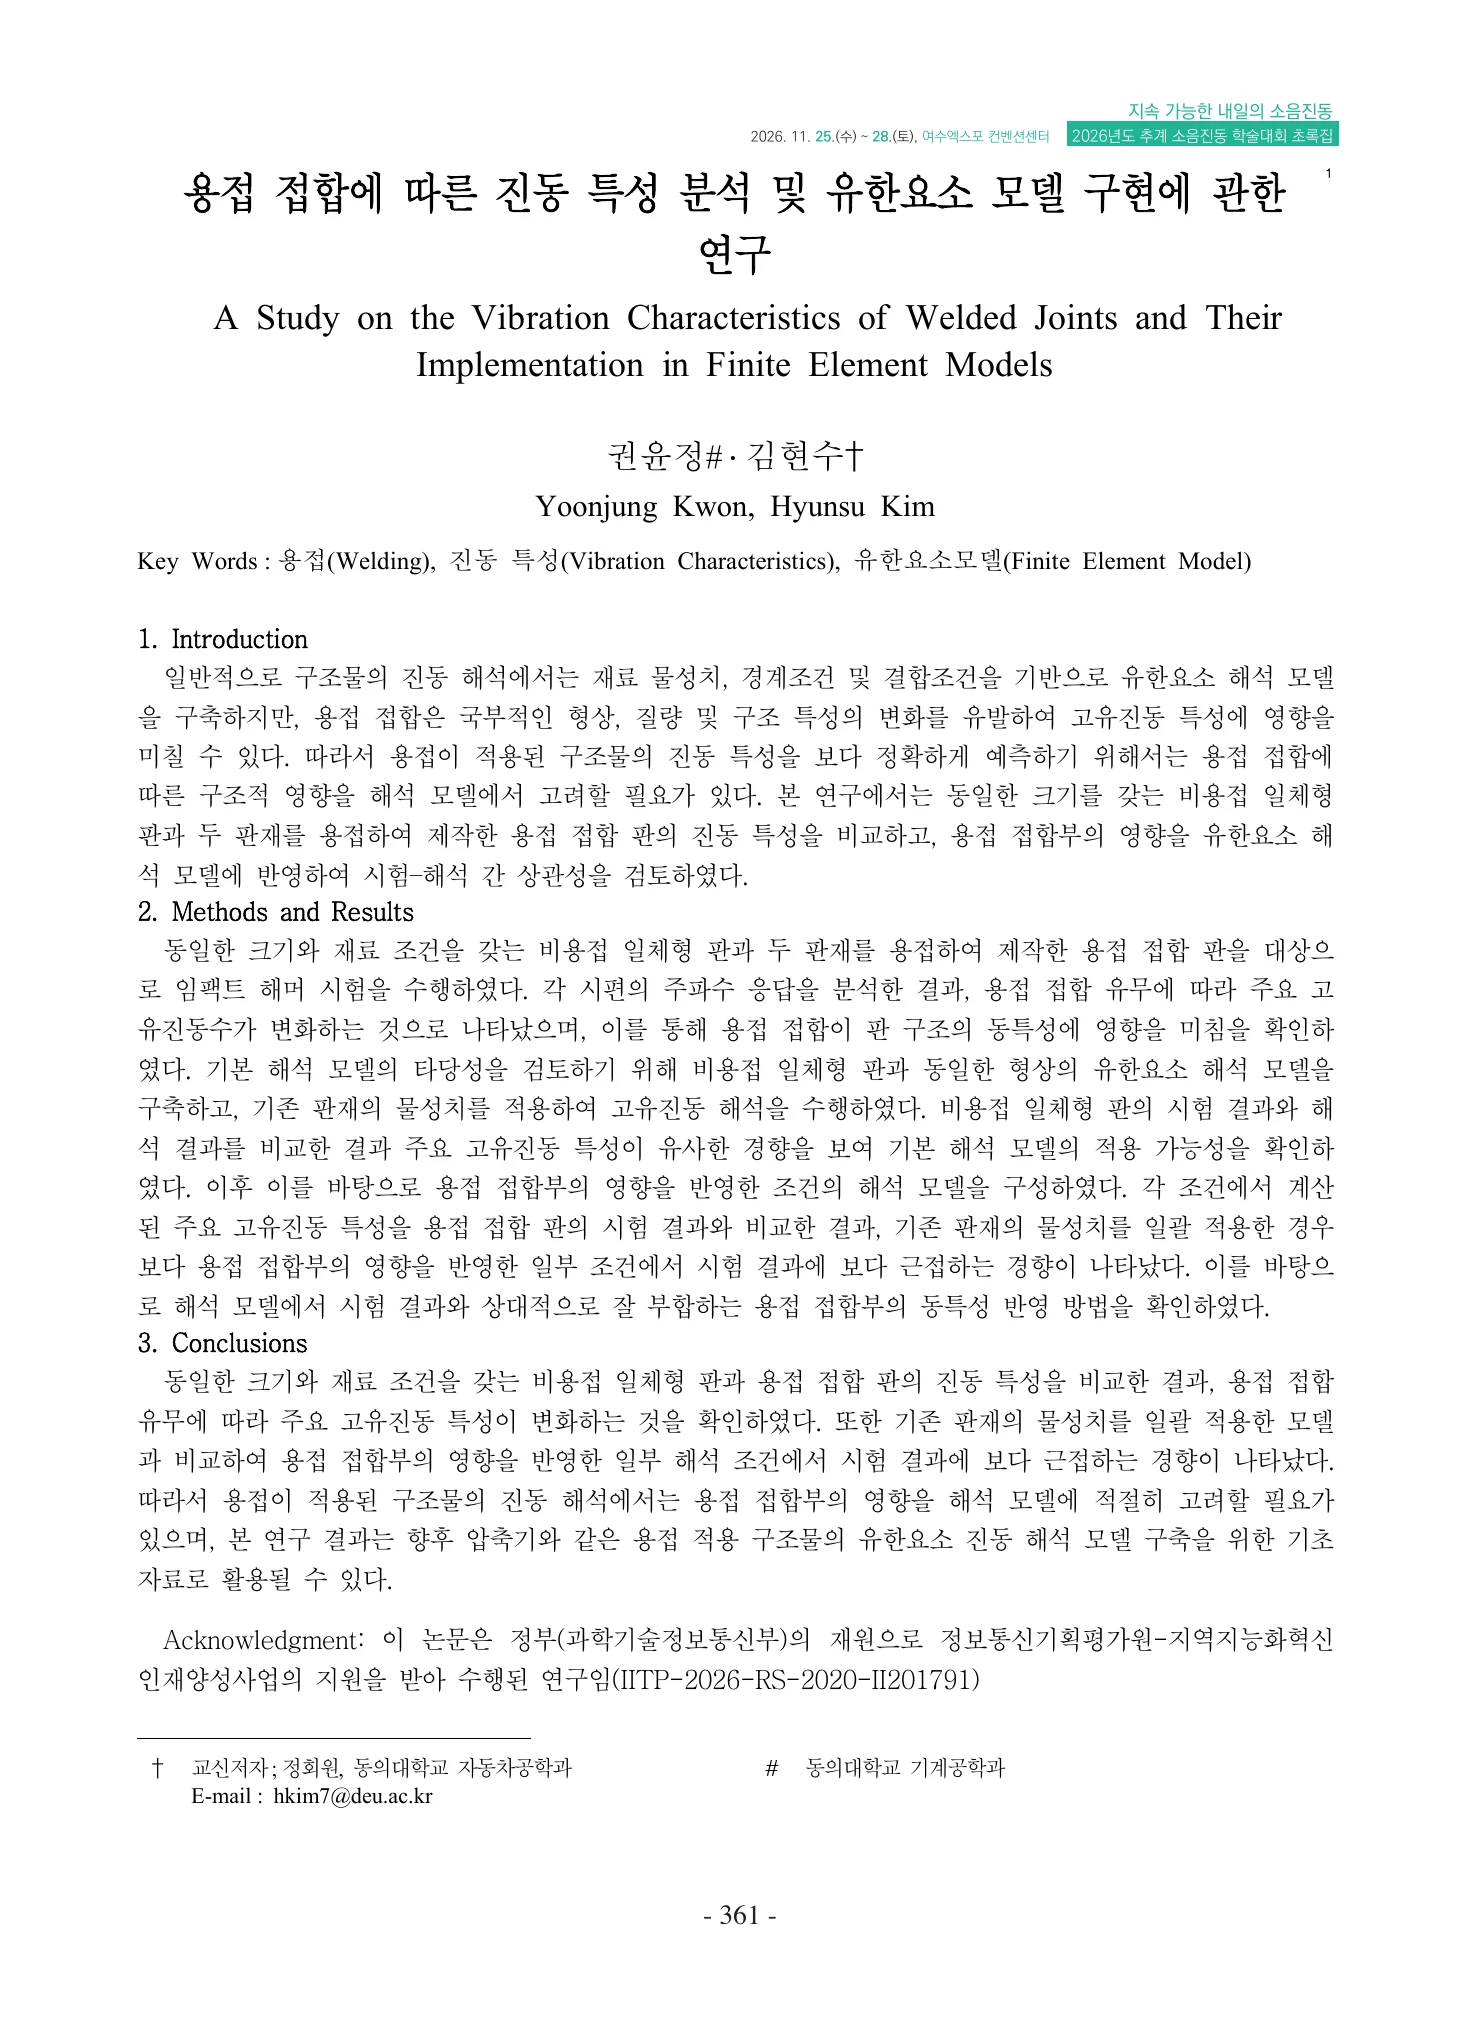 지속 가능한 내일의 소음진동
2026. 11. 25.(수) ~ 28.(토), 여수엑스포 컨벤션센터 2026년도 추계 소음진동 학술대회 초록집
1
용접 접합에 따른 진동 특성 분석 및 유한요소 모델 구현에 관한
연구
A Study on the Vibration Characteristics of Welded Joints and Their
Implementation in Finite Element Models
권윤정#· 김현수†
Yoonjung Kwon, Hyunsu Kim
Key Words : 용접(Welding), 진동 특성(Vibration Characteristics), 유한요소모델(Finite Element Model)
1. Introduction
일반적으로 구조물의 진동 해석에서는 재료 물성치, 경계조건 및 결합조건을 기반으로 유한요소 해석 모델
을 구축하지만, 용접 접합은 국부적인 형상, 질량 및 구조 특성의 변화를 유발하여 고유진동 특성에 영향을
미칠 수 있다. 따라서 용접이 적용된 구조물의 진동 특성을 보다 정확하게 예측하기 위해서는 용접 접합에
따른 구조적 영향을 해석 모델에서 고려할 필요가 있다. 본 연구에서는 동일한 크기를 갖는 비용접 일체형
판과 두 판재를 용접하여 제작한 용접 접합 판의 진동 특성을 비교하고, 용접 접합부의 영향을 유한요소 해
석 모델에 반영하여 시험–해석 간 상관성을 검토하였다.
2. Methods and Results
동일한 크기와 재료 조건을 갖는 비용접 일체형 판과 두 판재를 용접하여 제작한 용접 접합 판을 대상으
로 임팩트 해머 시험을 수행하였다. 각 시편의 주파수 응답을 분석한 결과, 용접 접합 유무에 따라 주요 고
유진동수가 변화하는 것으로 나타났으며, 이를 통해 용접 접합이 판 구조의 동특성에 영향을 미침을 확인하
였다. 기본 해석 모델의 타당성을 검토하기 위해 비용접 일체형 판과 동일한 형상의 유한요소 해석 모델을
구축하고, 기존 판재의 물성치를 적용하여 고유진동 해석을 수행하였다. 비용접 일체형 판의 시험 결과와 해
석 결과를 비교한 결과 주요 고유진동 특성이 유사한 경향을 보여 기본 해석 모델의 적용 가능성을 확인하
였다. 이후 이를 바탕으로 용접 접합부의 영향을 반영한 조건의 해석 모델을 구성하였다. 각 조건에서 계산
된 주요 고유진동 특성을 용접 접합 판의 시험 결과와 비교한 결과, 기존 판재의 물성치를 일괄 적용한 경우
보다 용접 접합부의 영향을 반영한 일부 조건에서 시험 결과에 보다 근접하는 경향이 나타났다. 이를 바탕으
로 해석 모델에서 시험 결과와 상대적으로 잘 부합하는 용접 접합부의 동특성 반영 방법을 확인하였다.
3. Conclusions
동일한 크기와 재료 조건을 갖는 비용접 일체형 판과 용접 접합 판의 진동 특성을 비교한 결과, 용접 접합
유무에 따라 주요 고유진동 특성이 변화하는 것을 확인하였다. 또한 기존 판재의 물성치를 일괄 적용한 모델
과 비교하여 용접 접합부의 영향을 반영한 일부 해석 조건에서 시험 결과에 보다 근접하는 경향이 나타났다.
따라서 용접이 적용된 구조물의 진동 해석에서는 용접 접합부의 영향을 해석 모델에 적절히 고려할 필요가
있으며, 본 연구 결과는 향후 압축기와 같은 용접 적용 구조물의 유한요소 진동 해석 모델 구축을 위한 기초
자료로 활용될 수 있다.
Acknowledgment: 이 논문은 정부(과학기술정보통신부)의 재원으로 정보통신기획평가원-지역지능화혁신
인재양성사업의 지원을 받아 수행된 연구임(IITP-2026-RS-2020-II201791)
† 교신저자; 정회원, 동의대학교 자동차공학과
E-mail : hkim7@deu.ac.kr
# 동의대학교 기계공학과
- 361 -